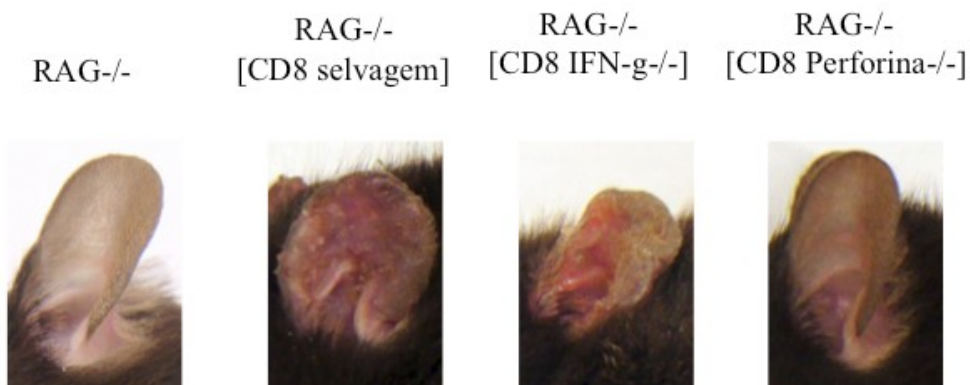 RAG-/-
RAG-/-
[CD8 selvagem]
RAG-/-
[CD8 IFN-g-/-]
RAG-/-
[CD8 Perforina-/-]